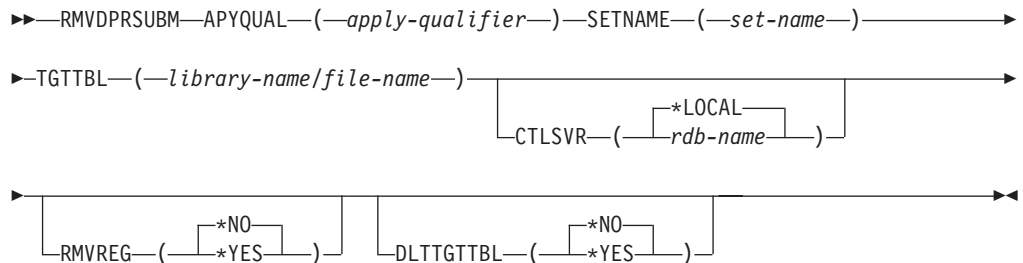 RMVDPRSUBM APYQUAL ( apply-qualifier ) SETNAME ( set-name )
TGTTBL ( library-name/file-name )
*LOCAL
CTLSVR ( rdb-name )
*NO *NO
RMVREG ( *YES ) DLTTGTTBL ( *YES )